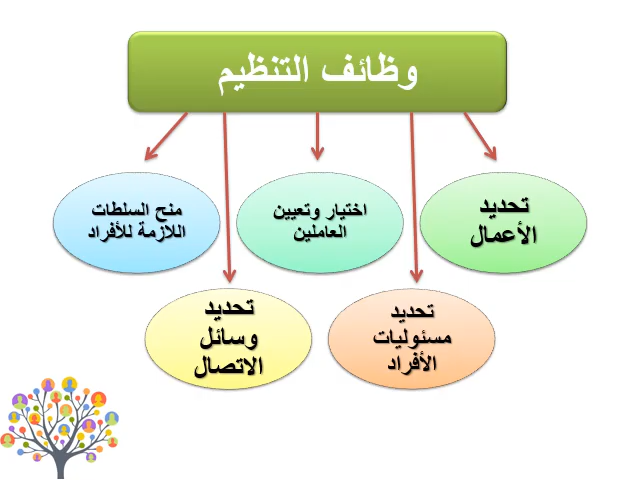 وظائف التنظيم
تحديد
الأعمال
اختيار وتعيين
العاملين
منح السلطات
اللازمة للأفراد
تحديد
مسئوليات
الأفراد
تحديد
وسائل
الاتصال